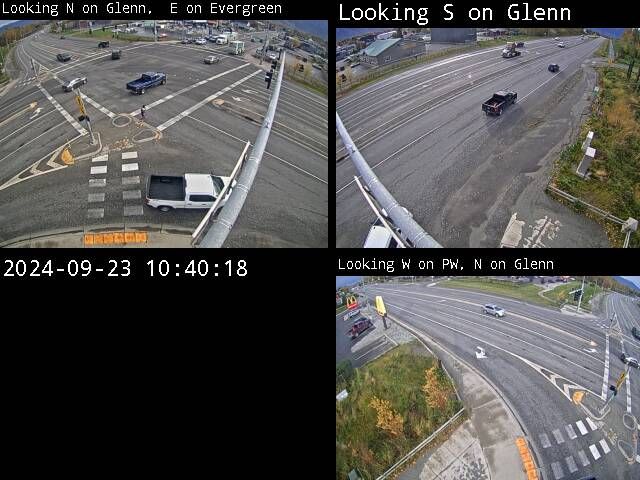 Looking N on Glenn, E on Evergreen
Looking S on Glenn
2024-09-23 10:40:18
Looking W on PW, N on Glenn